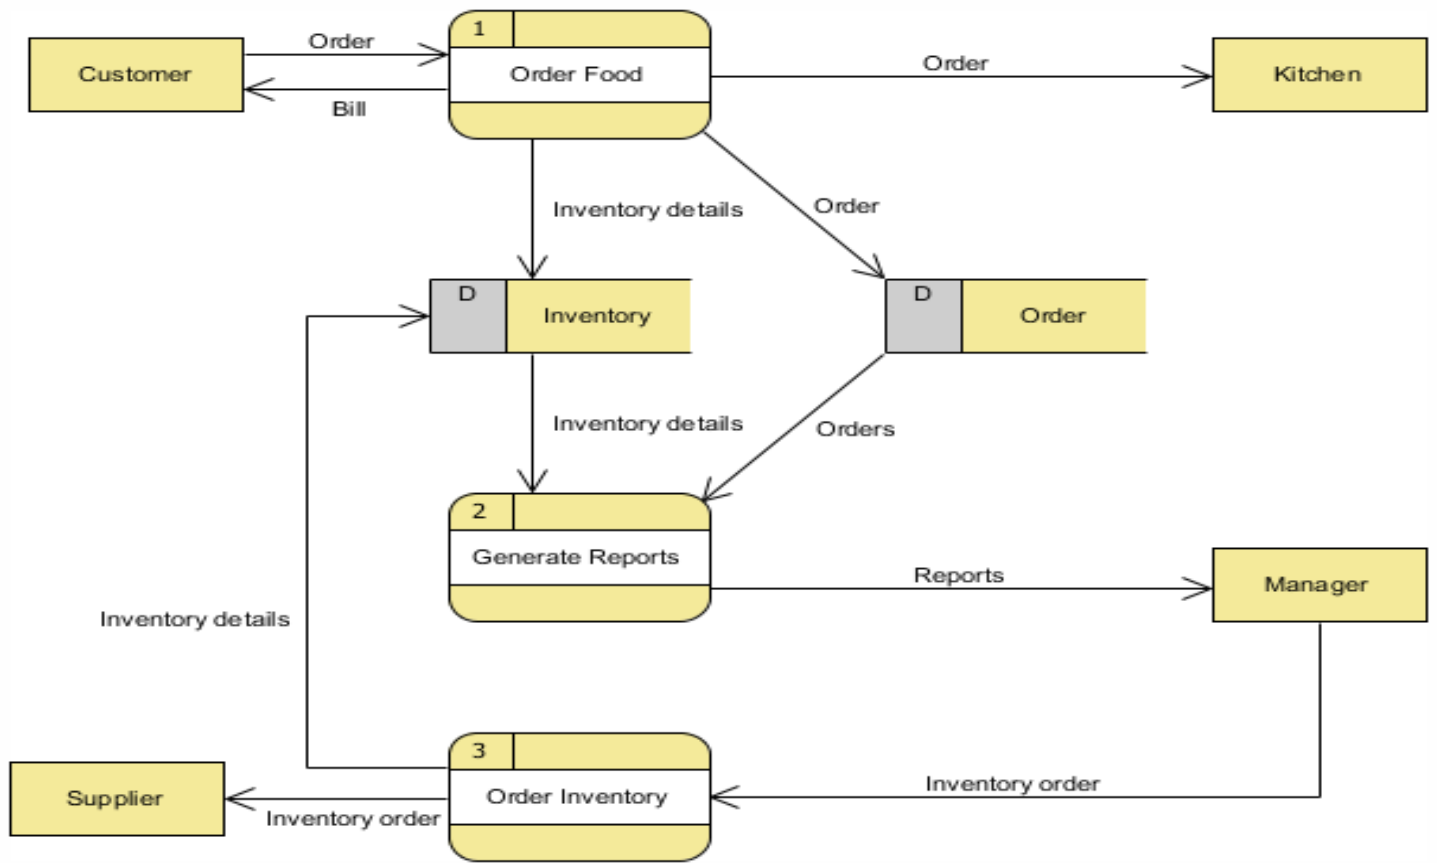 1
Order
Order
Customer
Order Food
Kitchen
Bill
Inventory details
Order
D
Inventory
D
Order
Inventory details
Orders
2
Generate Reports
Reports
Manager
Inventory details
3
Inventory order
Supplier
Order Inventory
Inventory order